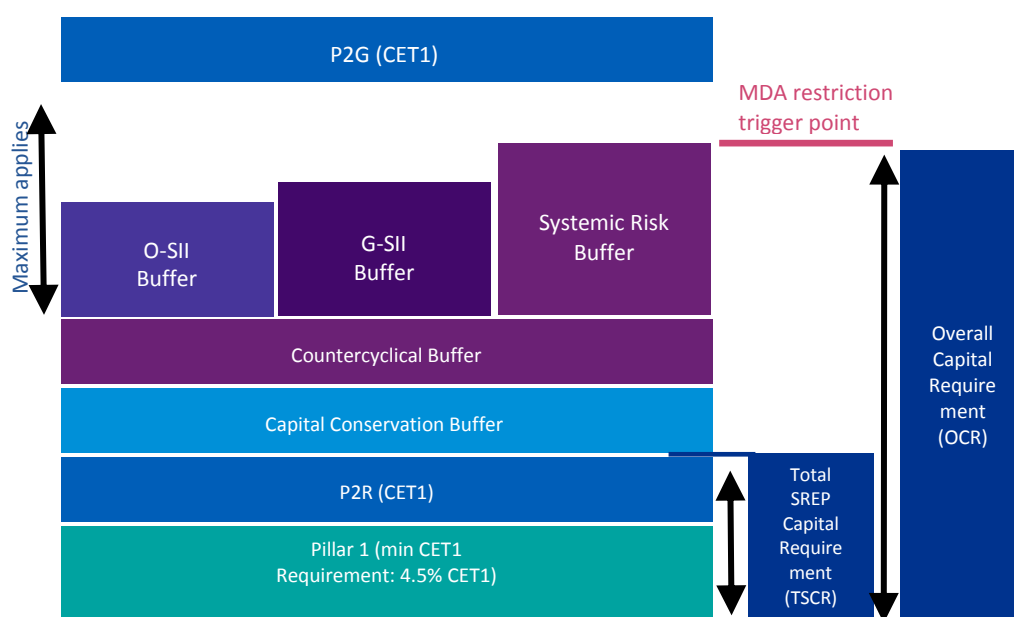 P2G (CET1)
MDA restriction
trigger point
Maximum applies
O-SII
Buffer
G-SII
Buffer
Systemic Risk
Buffer
Countercyclical Buffer
Capital Conservation Buffer
P2R (CET1)
Pillar 1 (min CET1
Requirement: 4.5% CET1)
Total
SREP
Capital
Require
ment
(TSCR)
Overall
Capital
Require
ment
(OCR)